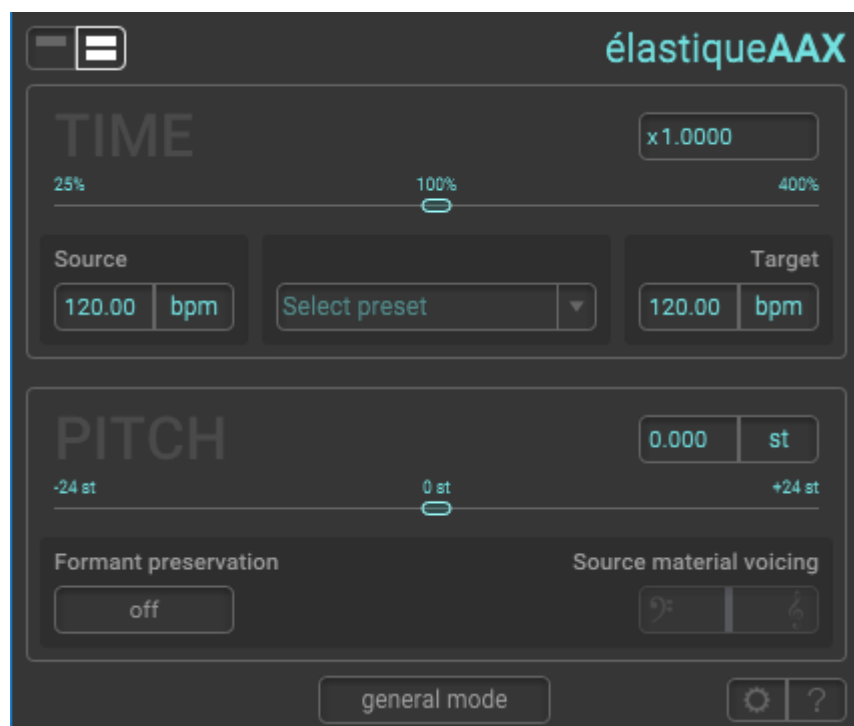 élastiqueAAX
TIME
x1.0000
25% 100% 400%
Source Target
120.00 bpm Select preset 120.00 bpm
PITCH
0.000 st
-24 st 0 st +24 st
Formant preservation Source material voicing
off
general mode ?